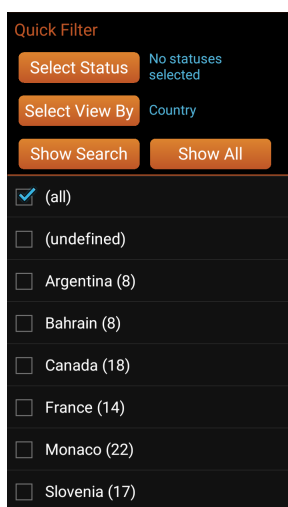 Quick Filter
Select Status
No statuses
selected
Select View By
Country
Show Search
Show All
(all)
(undefined)
Argentina (8)
Bahrain (8)
Canada (18)
France (14)
Monaco (22)
Slovenia (17)